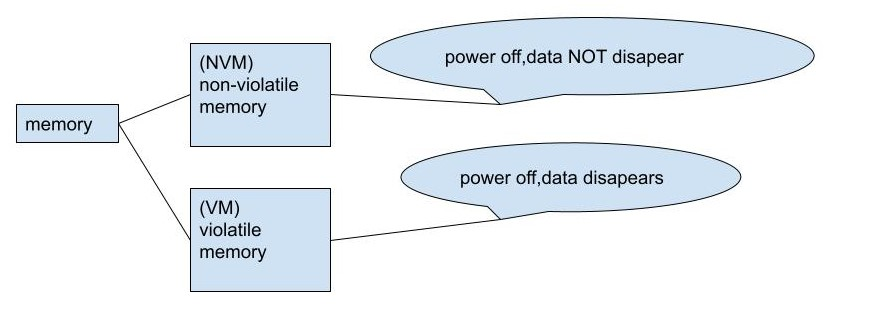 memory
(NVM)
non-violatile
memory
power off,data NOT disapear
(VM)
violatile
memory
power off,data disapears